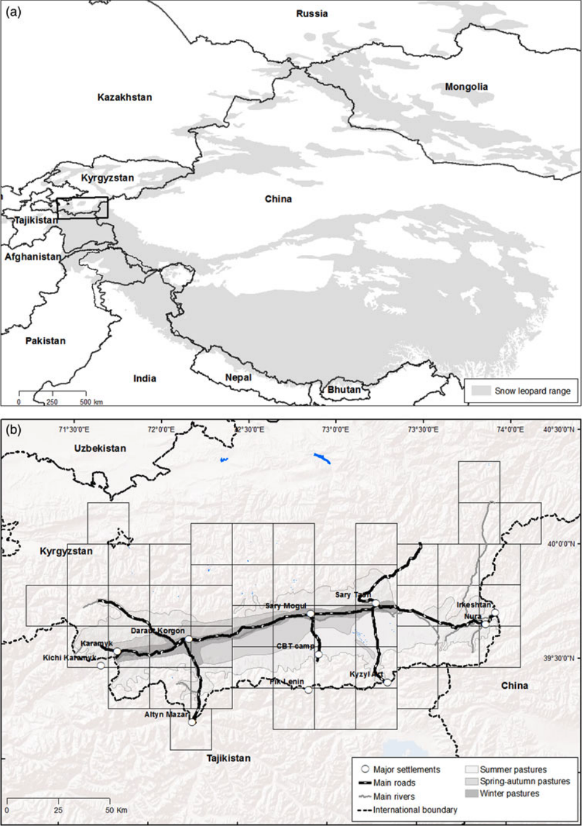 (a)
Russia
Mongolia
Kazakhstan
Kyrgyzstan
China
Tajikistan
Afghanistan
Pakistan
India
Nepal
Bhutan
0 250 500 km
Snow leopard range
(b)
71°30'0"E 72°0'0"E 72°30'0"E 73°0'0"E 73°30'0"E 74°0'0"E 40°30'0"N
Uzbekistan
Kyrgyzstan
40°0'0"N
Sary Tash
Sary Mogul
Irkeshtan
Nura
Daraut Korgon
Karamyk
CBT camp
Kichi Karamyk
39°30'0"N
Kyzyl Art
Pik Lenin
China
Altyn Mazar
Tajikistan
Major settlements
Main roads
Main rivers
International boundary
Summer pastures
Spring-autumn pastures
Winter pastures
0 25 50 Km